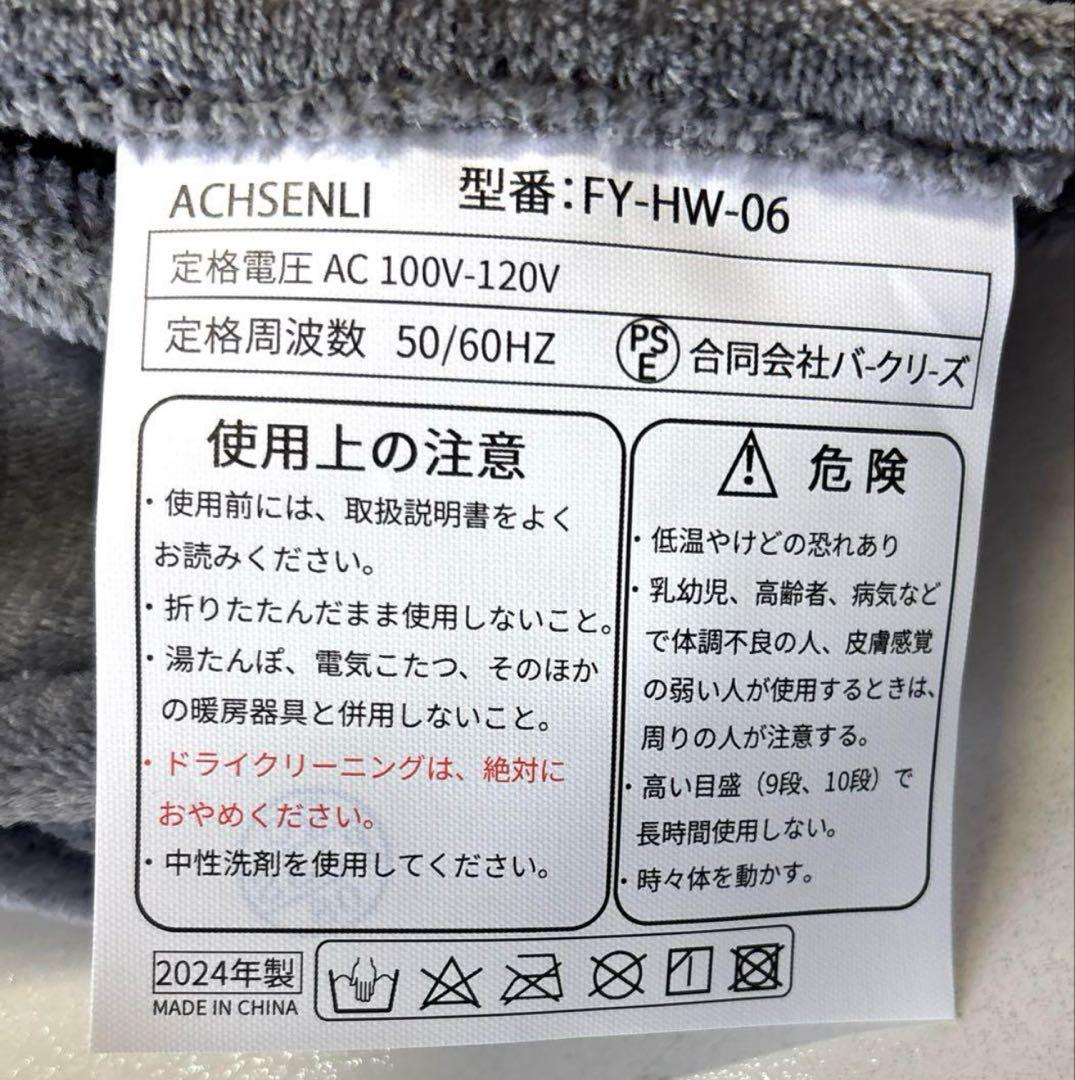 ACHSENLI 型番：FY-HW-06
定格電圧 AC 100V-120V
定格周波数 50/60HZ PSE 合同会社バークリーズ
使用上の注意
・使用前には、取扱説明書をよく
お読みください。
・折りたたんだまま使用しないこと。
・湯たんぽ、電気こたつ、そのほか
の暖房器具と併用しないこと。
・ドライクリーニングは、絶対に
おやめください。
・中性洗剤を使用してください。
危険
・低温やけどの恐れあり
・乳幼児、高齢者、病気など
で体調不良の人、皮膚感覚
の弱い人が使用するときは、
周りの人が注意する。
・高い目盛（9段、10段）で
長時間使用しない。
・時々体を動かす。
2024年製
MADE IN CHINA